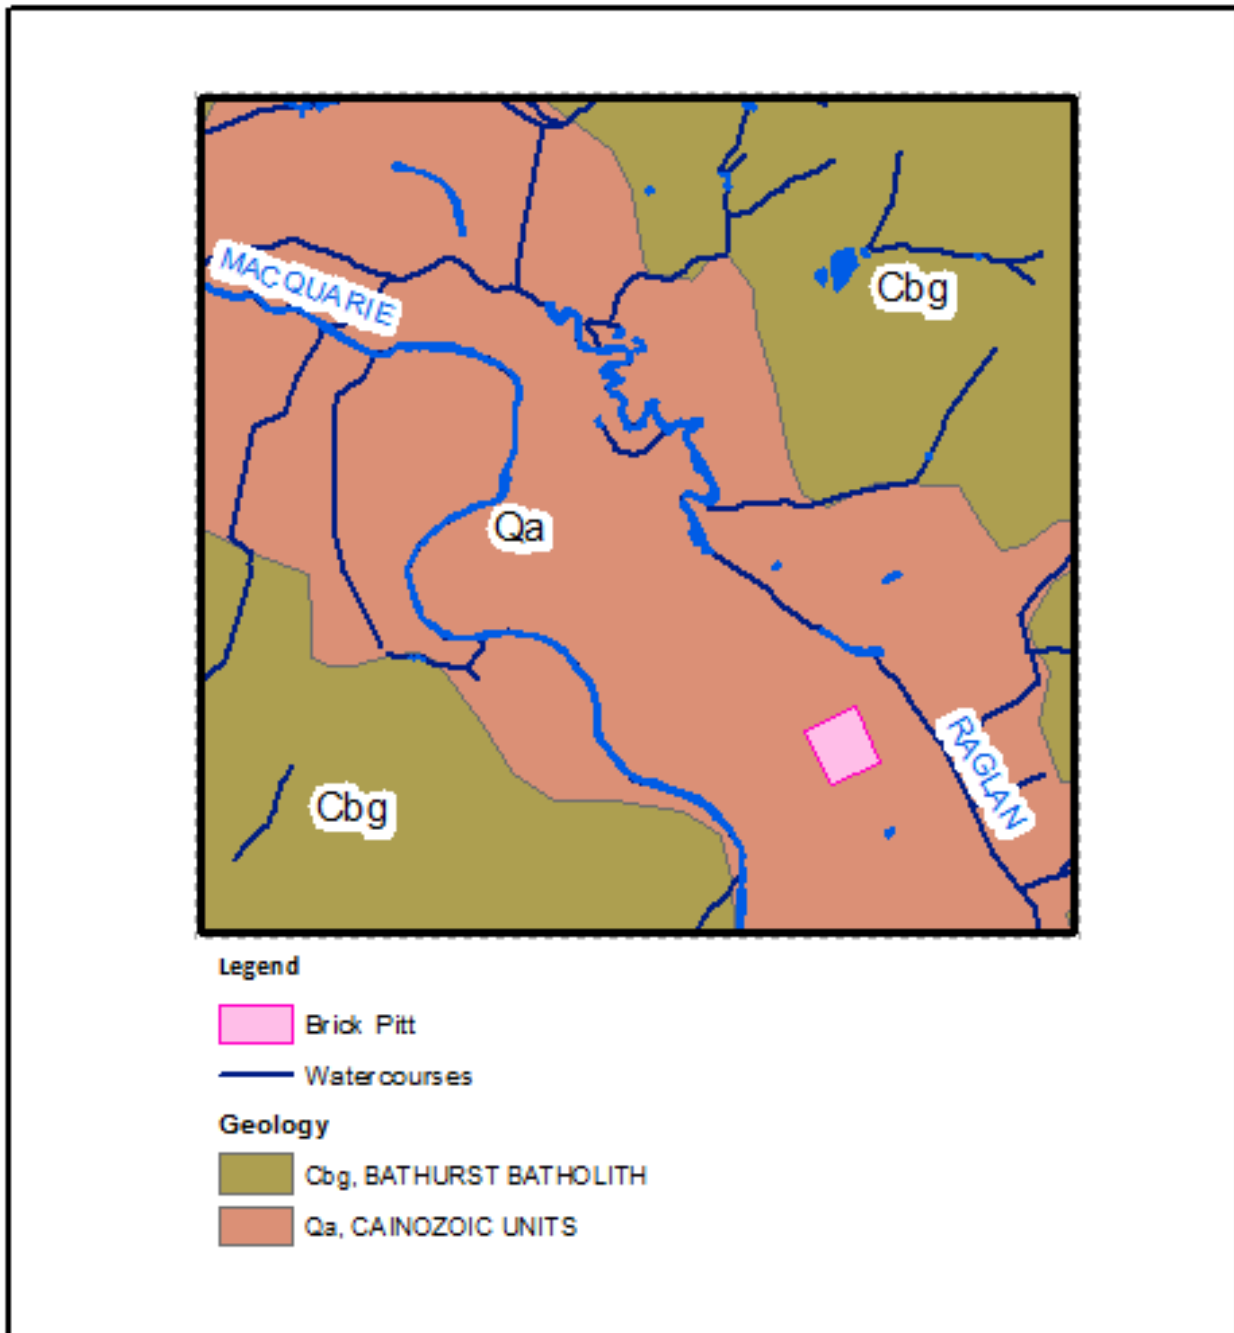 MACQUARIE
Cbg
Qa
RAGLAN
Cbg
Legend
Brick Pitt
Watercourses
Geology
Cbg, BATHURST BATHOLITH
Qa, CAINOZOIC UNITS